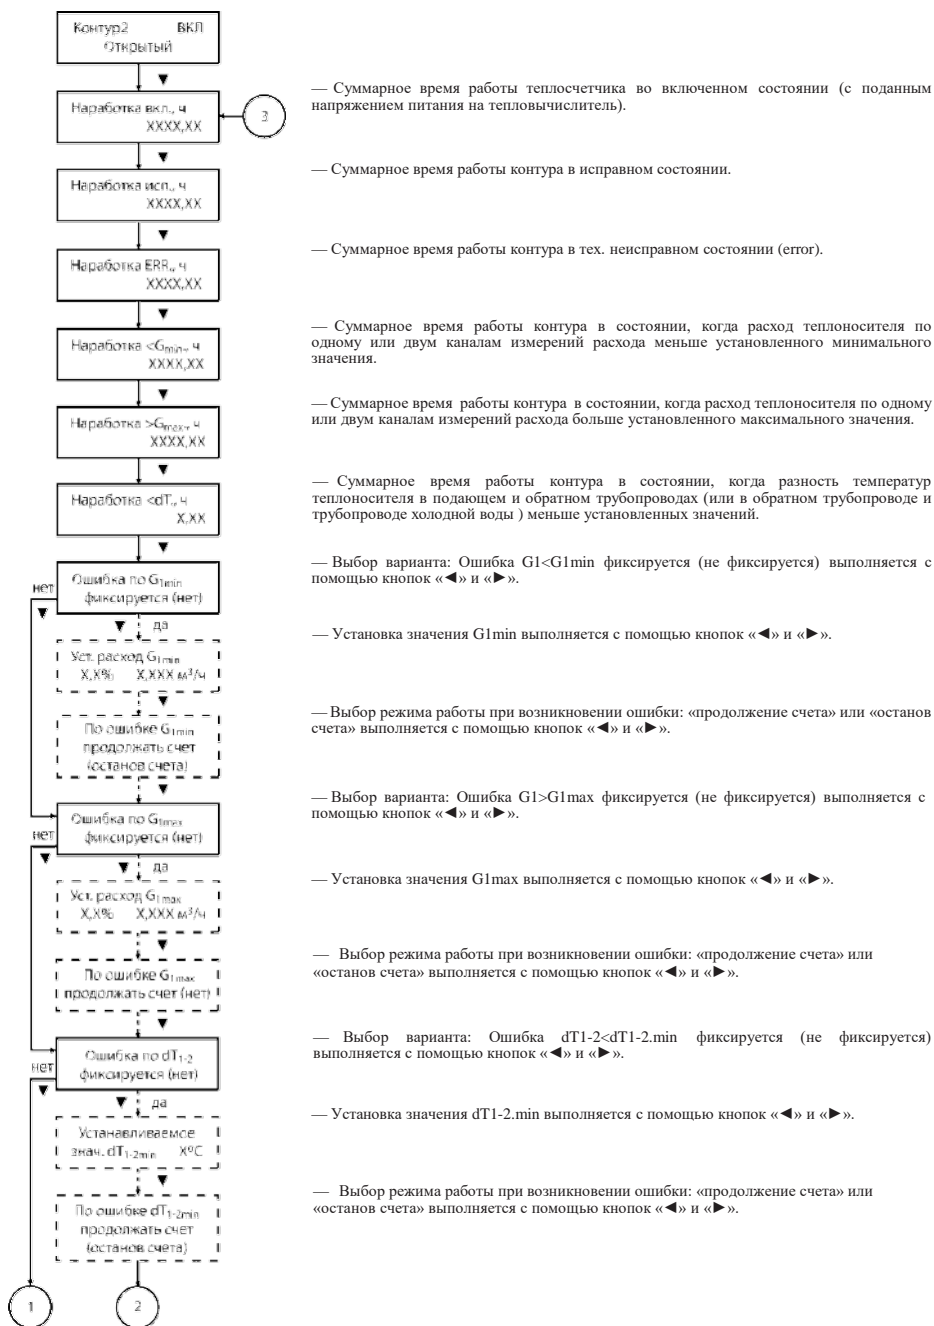 Контур2 ВКЛ
Открытый
▼
Наработка вкл., ч
XXXX,XX
3
— Суммарное время работы теплосчетчика во включенном состоянии (с поданным
напряжением питания на тепловычислитель).
▼
Наработка исп., ч
XXXX,XX
— Суммарное время работы контура в исправном состоянии.
▼
Наработка ERR., ч
XXXX,XX
— Суммарное время работы контура в тех. неисправном состоянии (error).
▼
Наработка <Gmin., ч
XXXX,XX
— Суммарное время работы контура в состоянии, когда расход теплоносителя по
одному или двум каналам измерений расхода меньше установленного минимального
значения.
▼
Наработка >Gmax., ч
XXXX,XX
— Суммарное время работы контура в состоянии, когда расход теплоносителя по одному
или двум каналам измерений расхода больше установленного максимального значения.
▼
Наработка <dT., ч
X,XX
— Суммарное время работы контура в состоянии, когда разность температур
теплоносителя в подающем и обратном трубопроводах (или в обратном трубопроводе и
трубопроводе холодной воды ) меньше установленных значений.
▼
Ошибка по G1min
фиксируется (нет)
— Выбор варианта: Ошибка G1<G1min фиксируется (не фиксируется) выполняется с
помощью кнопок «◄» и «►».
нет
▼
▼ да
Уст. расход G1min
X,X% X,XXX м³/ч
— Установка значения G1min выполняется с помощью кнопок «◄» и «►».
▼
По ошибке G1min
продолжать счет
(останов счета)
— Выбор режима работы при возникновении ошибки: «продолжение счета» или «останов
счета» выполняется с помощью кнопок «◄» и «►».
▼
Ошибка по G1max
фиксируется (нет)
— Выбор варианта: Ошибка G1>G1max фиксируется (не фиксируется) выполняется с
помощью кнопок «◄» и «►».
нет
▼
▼ да
Уст. расход G1max
X,X% X,XXX м³/ч
— Установка значения G1max выполняется с помощью кнопок «◄» и «►».
▼
По ошибке G1max
продолжать счет (нет)
— Выбор режима работы при возникновении ошибки: «продолжение счета» или
«останов счета» выполняется с помощью кнопок «◄» и «►».
▼
Ошибка по dT1-2
фиксируется (нет)
— Выбор варианта: Ошибка dT1-2<dT1-2.min фиксируется (не фиксируется)
выполняется с помощью кнопок «◄» и «►».
нет
▼
▼ да
Устанавливаемое
знач. dT1-2min XºC
— Установка значения dT1-2.min выполняется с помощью кнопок «◄» и «►».
▼
По ошибке dT1-2min
продолжать счет
(останов счета)
— Выбор режима работы при возникновении ошибки: «продолжение счета» или
«останов счета» выполняется с помощью кнопок «◄» и «►».
1
2